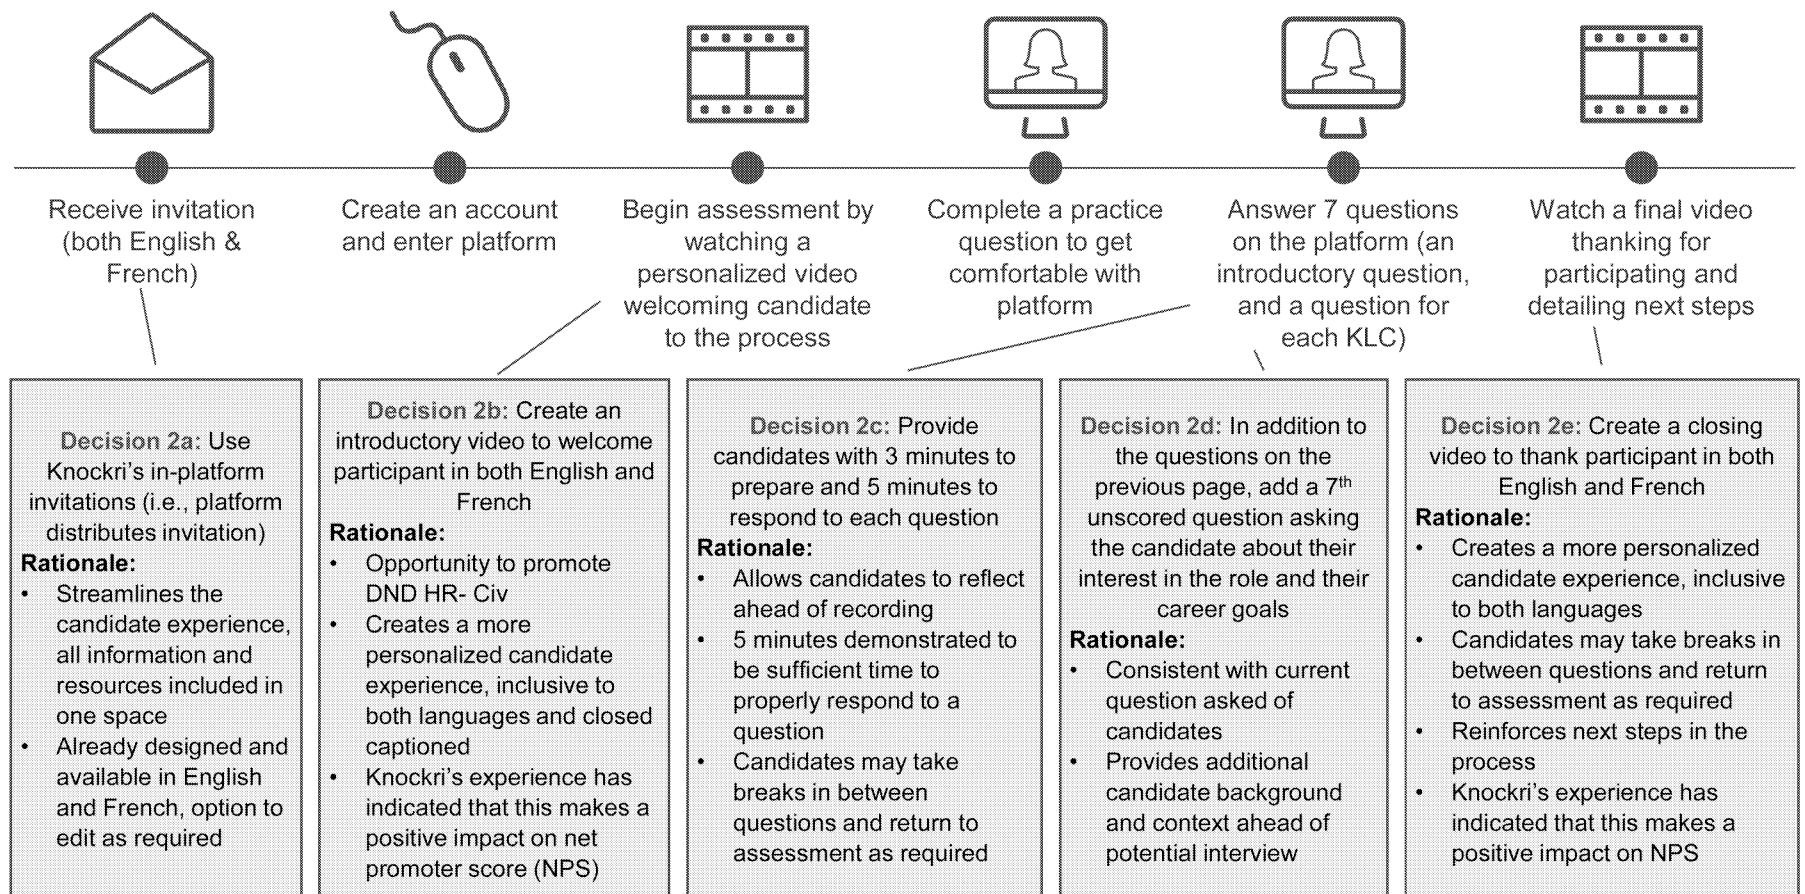 Receive invitation
(both English &
French)
Create an account
and enter platform
Begin assessment by
watching a
personalized video
welcoming candidate
to the process
Complete a practice
question to get
comfortable with
platform
Answer 7 questions
on the platform (an
introductory question,
and a question for
each KLC)
Watch a final video
thanking for
participating and
detailing next steps
Decision 2a: Use
Knockri's in-platform
invitations (i.e., platform
distributes invitation)
Rationale:
• Streamlines the
candidate experience,
all information and
resources included in
one space
• Already designed and
available in English
and French, option to
edit as required
Decision 2b: Create an
introductory video to welcome
participant in both English and
French
Rationale:
• Opportunity to promote
DND HR- Civ
• Creates a more
personalized candidate
experience, inclusive to
both languages and closed
captioned
• Knockri's experience has
indicated that this makes a
positive impact on net
promoter score (NPS)
Decision 2c: Provide
candidates with 3 minutes to
prepare and 5 minutes to
respond to each question
Rationale:
• Allows candidates to reflect
ahead of recording
• 5 minutes demonstrated to
be sufficient time to
properly respond to a
question
• Candidates may take
breaks in between
questions and return to
assessment as required
Decision 2d: In addition to
the questions on the
previous page, add a 7th
unscored question asking
the candidate about their
interest in the role and their
career goals
Rationale:
• Consistent with current
question asked of
candidates
• Provides additional
candidate background
and context ahead of
potential interview
Decision 2e: Create a closing
video to thank participant in both
English and French
Rationale:
• Creates a more personalized
candidate experience, inclusive
to both languages
• Candidates may take breaks in
between questions and return
to assessment as required
• Reinforces next steps in the
process
• Knockri's experience has
indicated that this makes a
positive impact on NPS